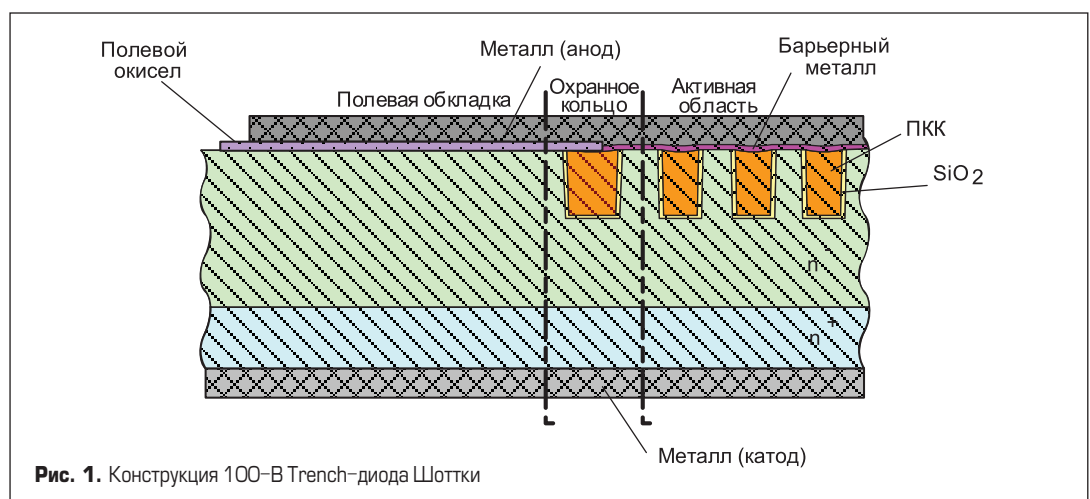 Полевой
окисел
Металл (анод)
Барьерный
металл
Полевая обкладка
Охранное
кольцо
Активная
область
ПКК
SiO2
n
n+
Металл (катод)
Рис. 1. Конструкция 100-В Trench-диода Шоттки